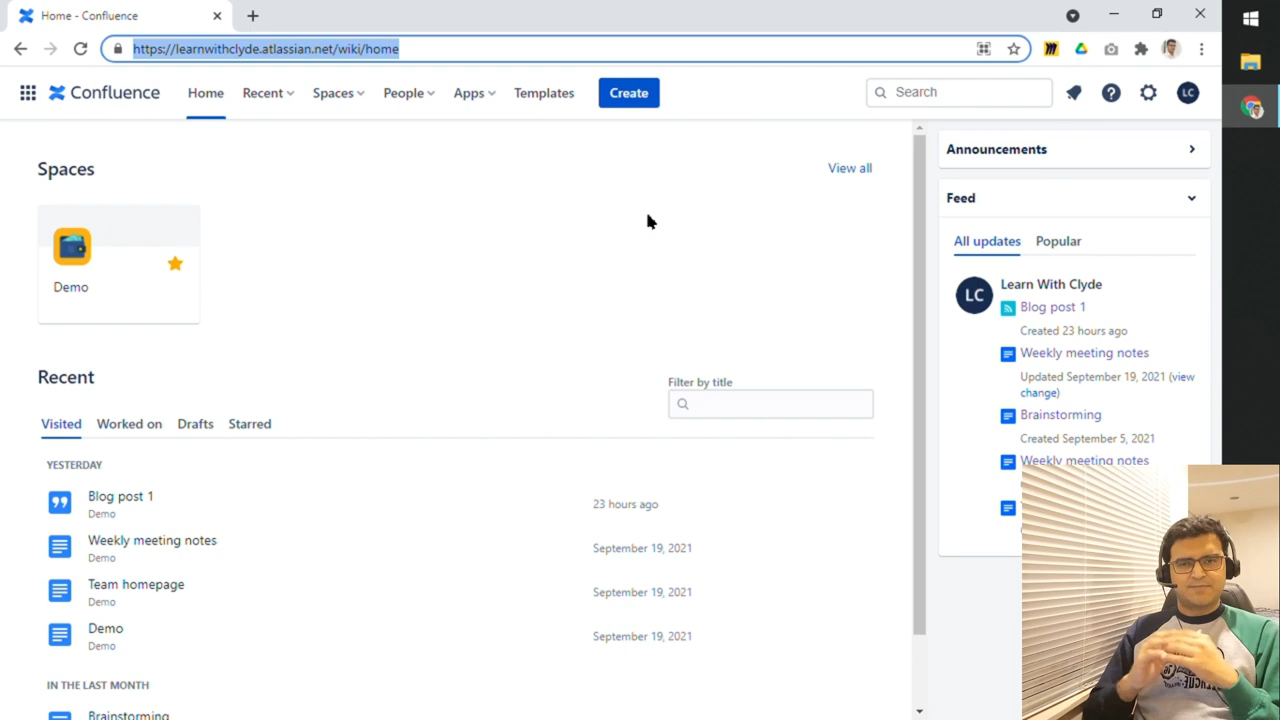 Home - Confluence
https://learnwithclyde.atlassian.net/wiki/home
Confluence
Home
Recent
Spaces
People
Apps
Templates
Create
Search
LC
Spaces
View all
Demo
Recent
Filter by title
Visited
Worked on
Drafts
Starred
YESTERDAY
Blog post 1
Demo
23 hours ago
Weekly meeting notes
Demo
September 19, 2021
Team homepage
Demo
September 19, 2021
Demo
Demo
September 19, 2021
IN THE LAST MONTH
Brainstorming
Announcements
Feed
All updates
Popular
LC
Learn With Clyde
Blog post 1
Created 23 hours ago
Weekly meeting notes
Updated September 19, 2021 (view
change)
Brainstorming
Created September 5, 2021
Weekly meeting notes